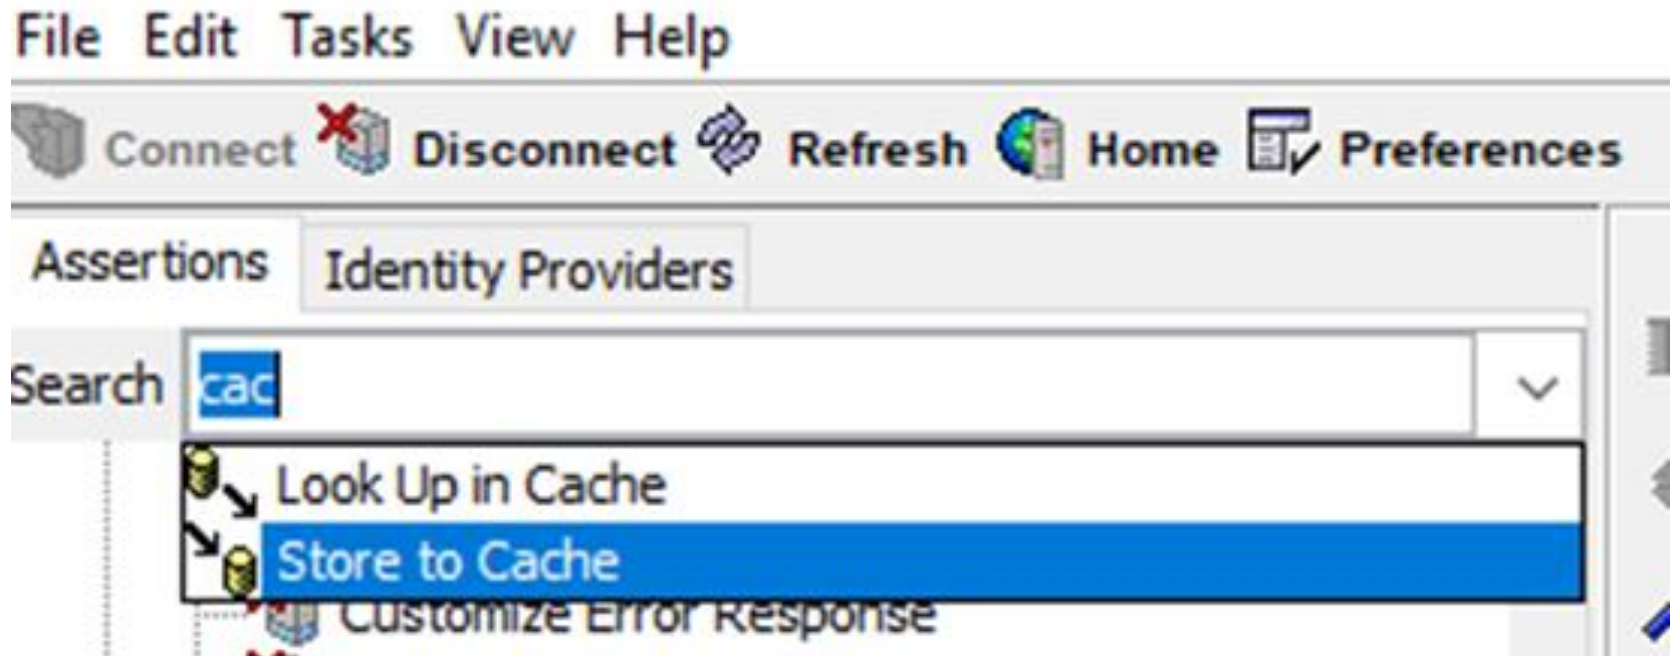 File Edit Tasks View Help
Connect Disconnect Refresh Home Preferences
Assertions Identity Providers
Search cac
Look Up in Cache
Store to Cache
Customize Error Response